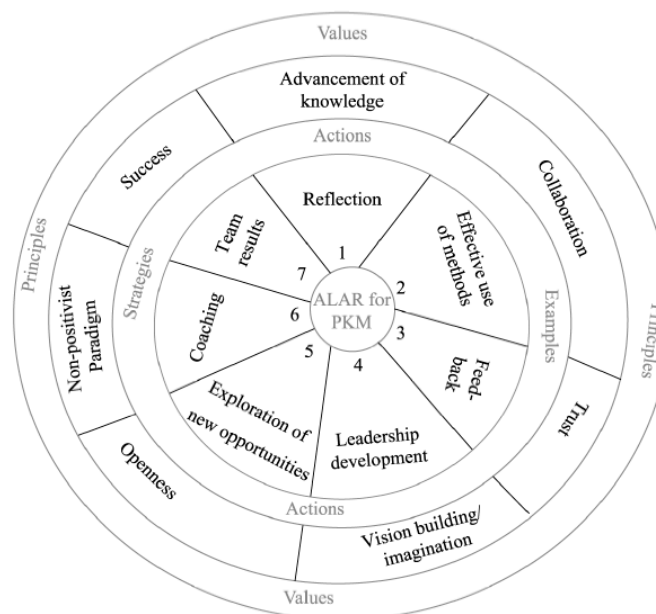 Values
Advancement of
knowledge
Actions
Success
Collaboration
Reflection
Team
results
Effective use
of methods
Principles
Strategies
1
7
2
ALAR for
PKM
Examples
Principles
Non-positivist
Paradigm
Coaching
6
3
5
4
Feed-
back
Trust
Exploration of
new opportunities
Leadership
development
Openness
Actions
Vision building/
imagination
Values